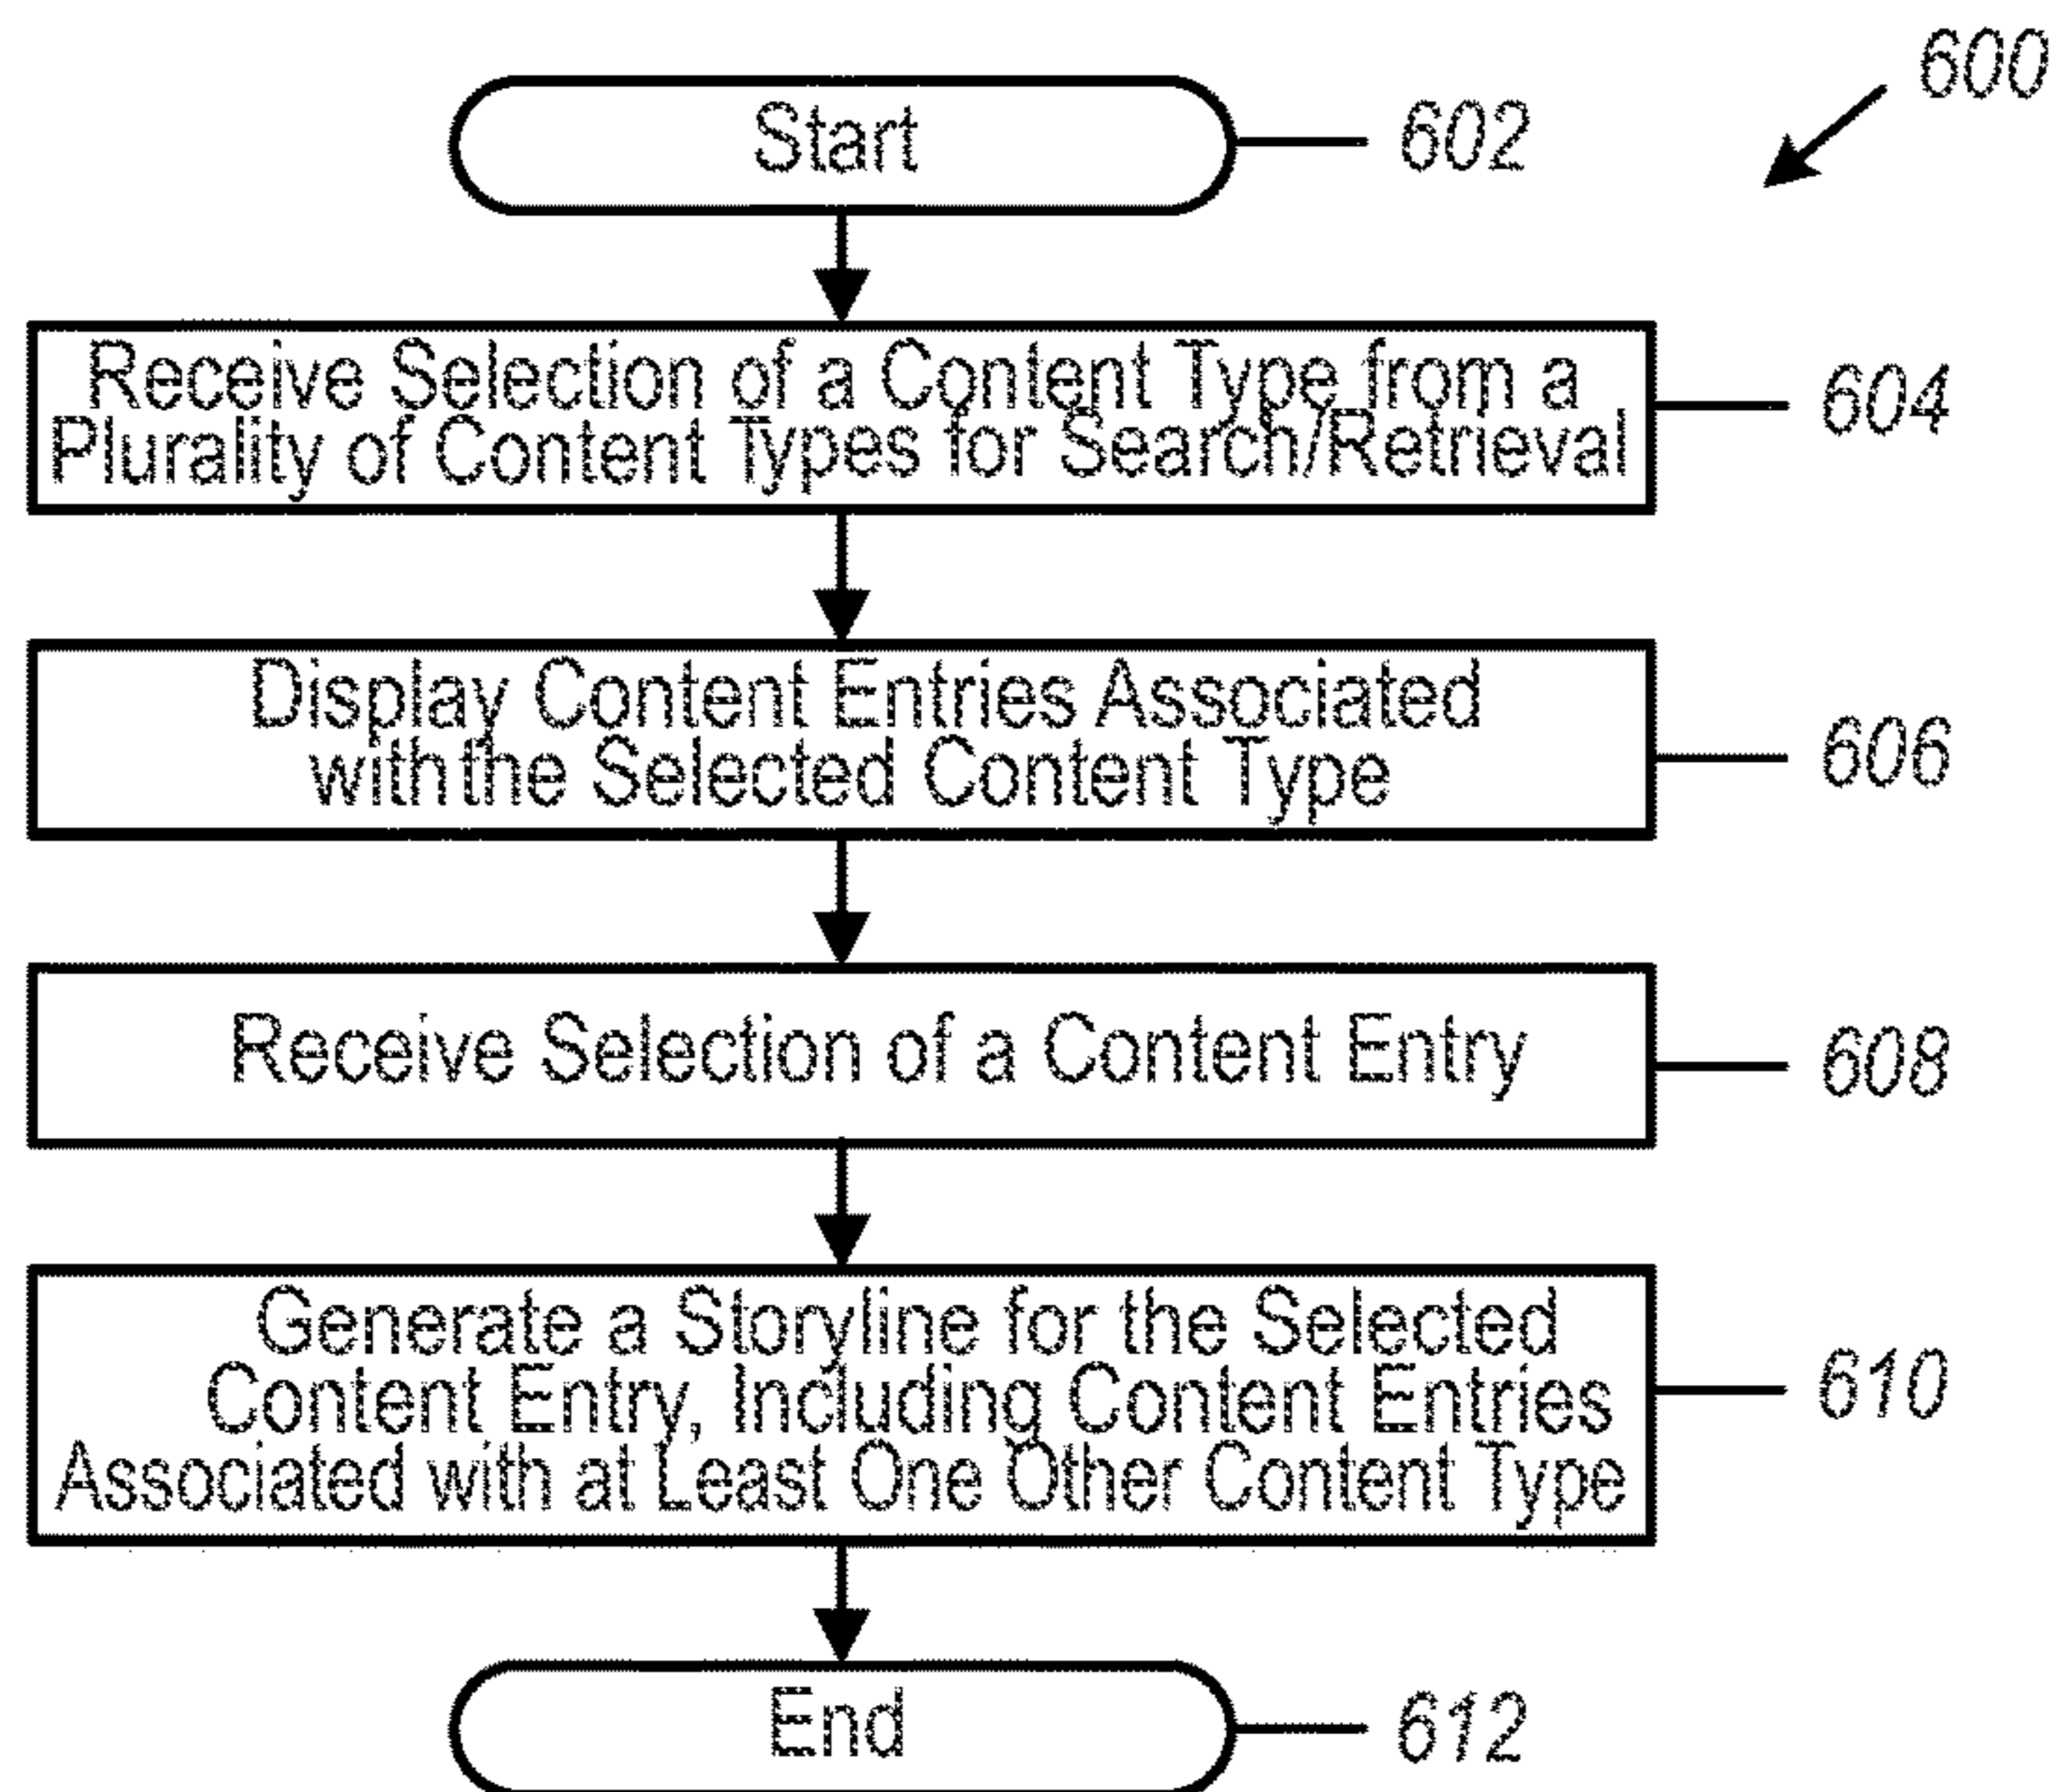 600
Start
602
Receive Selection of a Content Type from a
Plurality of Content Types for Search/Retrieval
604
Display Content Entries Associated
with the Selected Content Type
606
Receive Selection of a Content Entry
608
Generate a Storyline for the Selected
Content Entry, Including Content Entries
Associated with at Least One Other Content Type
610
End
612